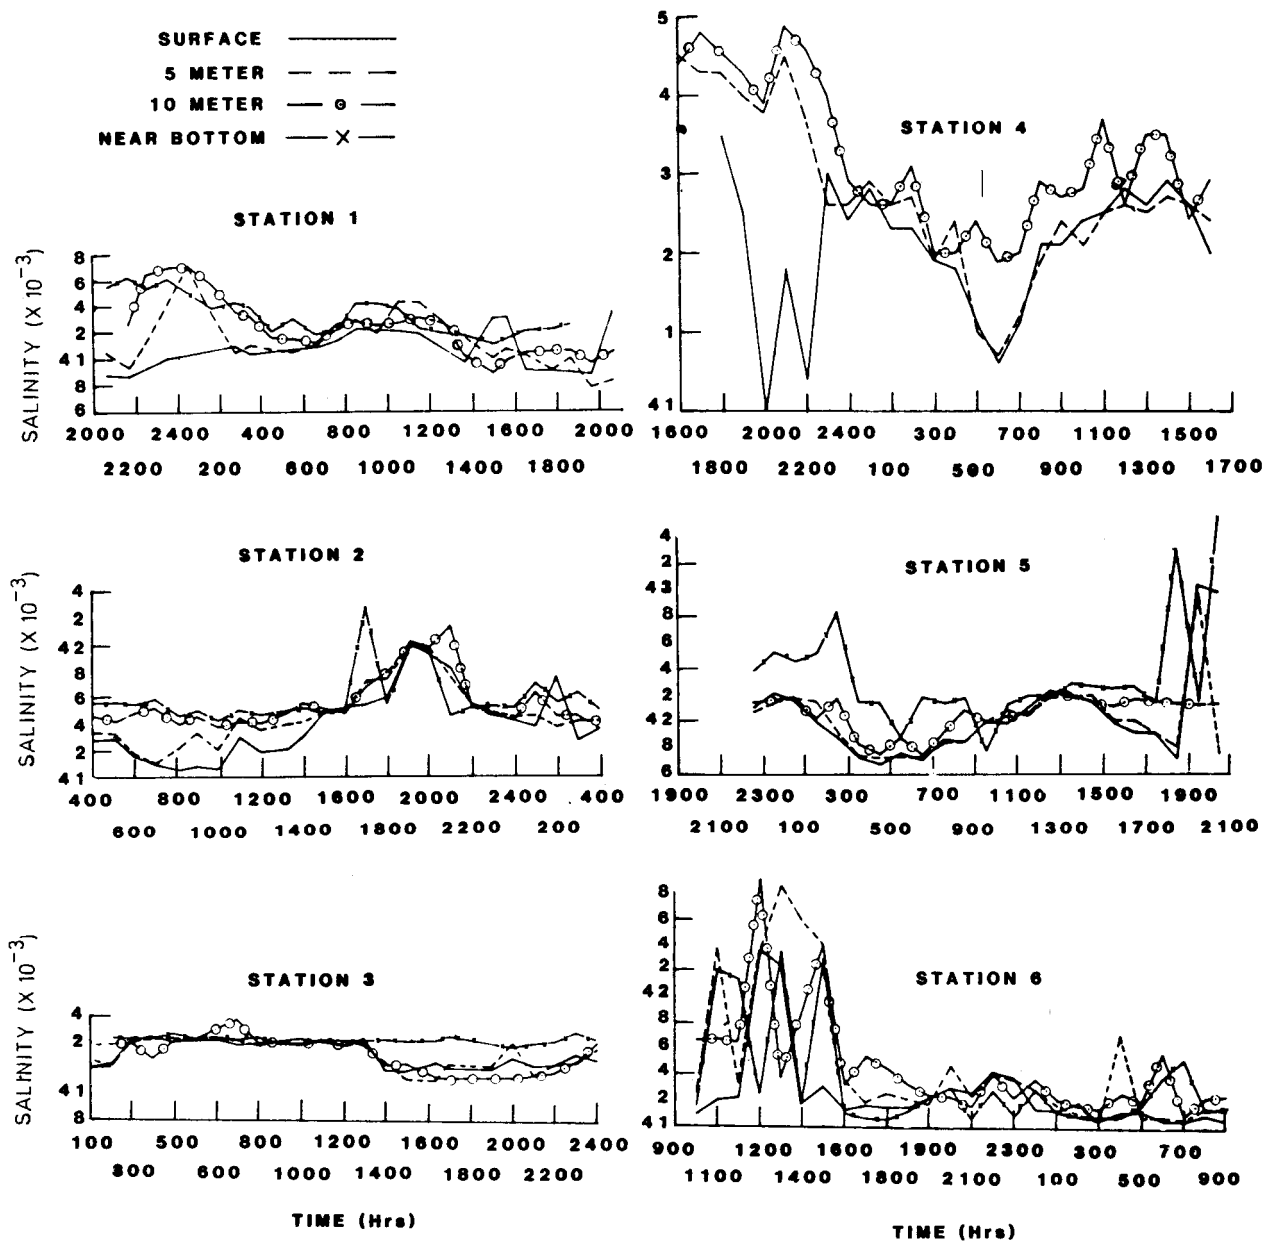 SURFACE
5 METER
10 METER
NEAR BOTTOM
STATION 1
SALINITY (X 10⁻³)
8
6
4
2
41
8
6
2000 2400 400 800 1200 1600 2000
2200 200 600 1000 1400 1800
STATION 2
SALINITY (X 10⁻³)
4
2
42
8
6
4
2
41
400 800 1200 1600 2000 2400 400
600 1000 1400 1800 2200 200
STATION 3
SALINITY (X 10⁻³)
4
2
41
8
100 500 800 1200 1600 2000 2400
300 600 1000 1400 1800 2200
TIME (Hrs)
STATION 4
5
4
3
2
1
41
1600 2000 2400 300 700 1100 1500
1800 2200 100 500 900 1300 1700
STATION 5
4
2
43
8
6
4
2
42
8
6
1900 2300 300 700 1100 1500 1900
2100 100 500 900 1300 1700 2100
STATION 6
8
6
4
2
42
8
6
4
41
900 1200 1600 1900 2300 300 700
1100 1400 1800 2100 100 500 900
TIME (Hrs)